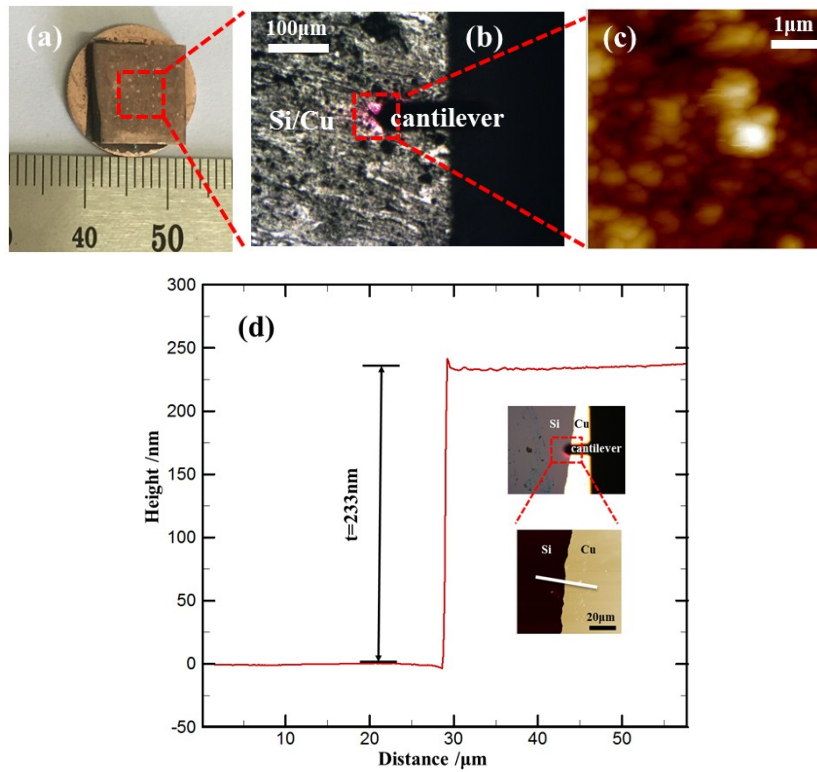 (a)
40 50
100μm
(b)
Si/Cu
cantilever
1μm
(c)
300
250
200
150
100
50
0
-50
Height /nm
(d)
t=233nm
Si Cu
cantilever
Si Cu
20μm
10 20 30 40 50
Distance /μm